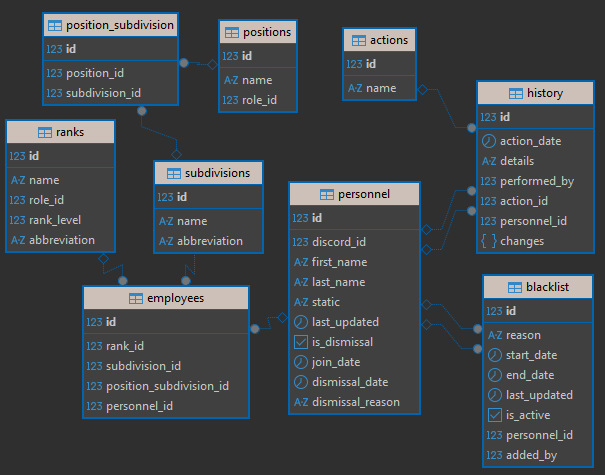 position_subdivision
123 id
123 position_id
123 subdivision_id
positions
123 id
A-Z name
123 role_id
actions
123 id
A-Z name
history
123 id
action_date
A-Z details
123 performed_by
123 action_id
123 personnel_id
{ } changes
ranks
123 id
A-Z name
123 role_id
123 rank_level
A-Z abbreviation
subdivisions
123 id
A-Z name
A-Z abbreviation
personnel
123 id
123 discord_id
A-Z first_name
A-Z last_name
A-Z static
last_updated
is_dismissal
join_date
dismissal_date
A-Z dismissal_reason
employees
123 id
123 rank_id
123 subdivision_id
123 position_subdivision_id
123 personnel_id
blacklist
123 id
A-Z reason
start_date
end_date
last_updated
is_active
123 personnel_id
123 added_by